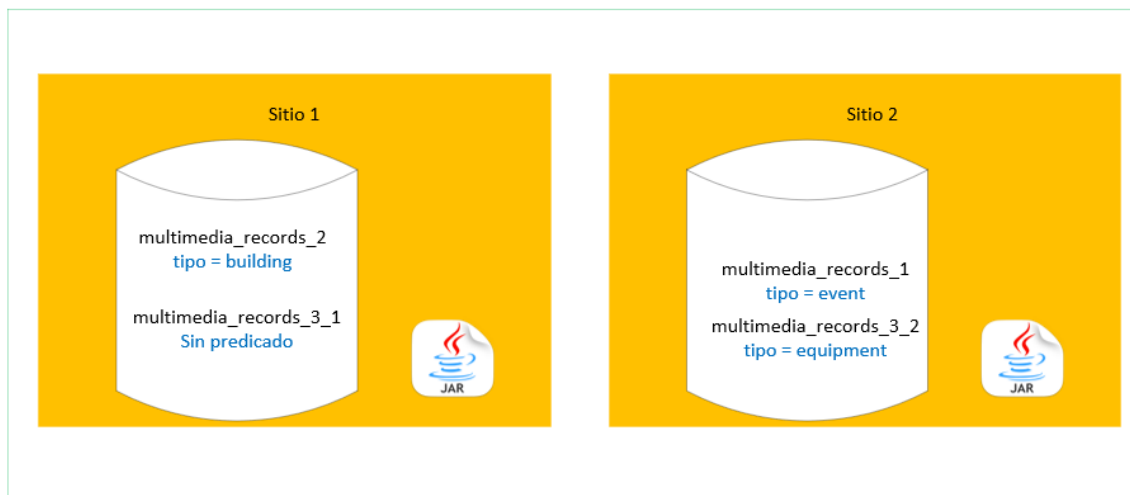 Sitio 1
multimedia_records_2
tipo = building
multimedia_records_3_1
Sin predicado
JAR
Sitio 2
multimedia_records_1
tipo = event
multimedia_records_3_2
tipo = equipment
JAR